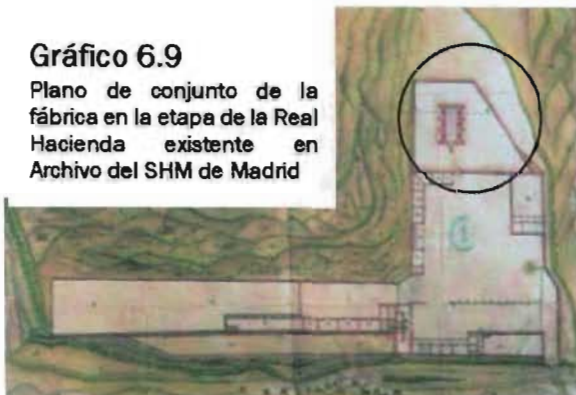 Gráfico 6.9
Plano de conjunto de la
fábrica en la etapa de la Real
Hacienda existente en
Archivo del SHM de Madrid